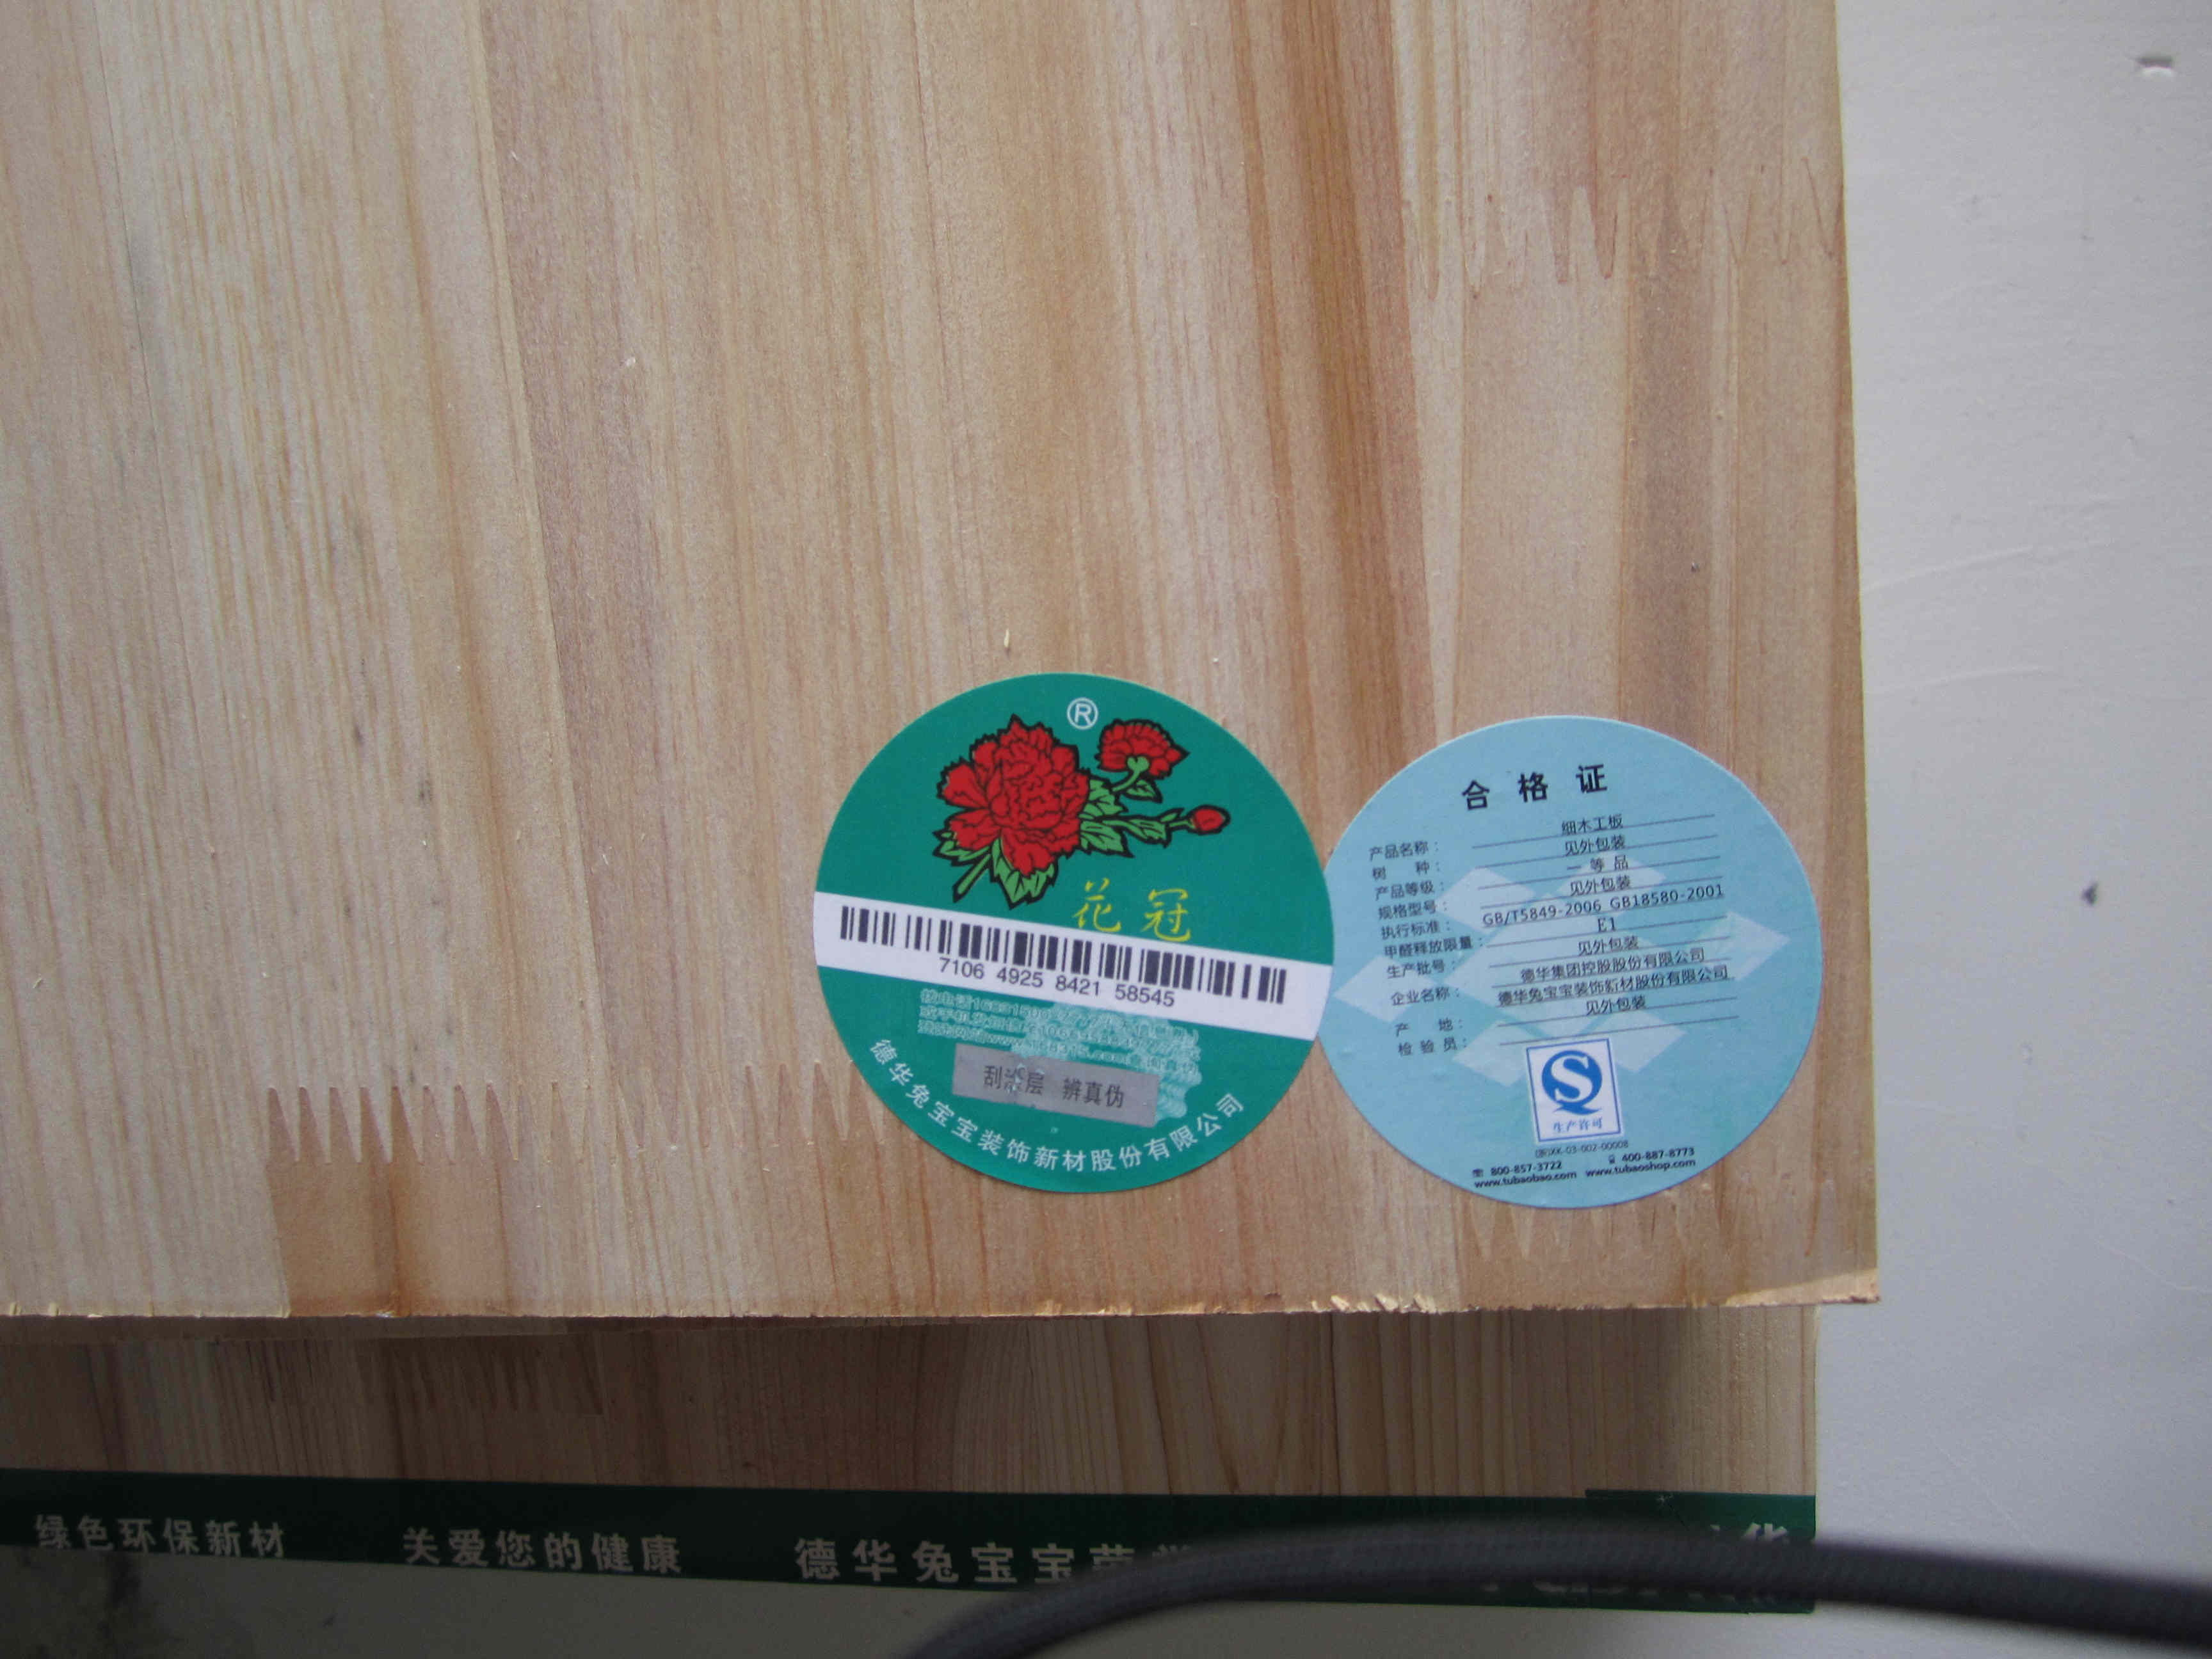 ®
花冠
7106 4925 8421 58545
刮涂层 辨真伪
德华兔宝宝装饰新材股份有限公司
合格证
产品名称： 细木工板
树 种： 见外包装
产品等级： 一等品
规格型号： 见外包装
执行标准： GB/T5849-2006 GB18580-2001
甲醛释放限量： E1
生产批号： 见外包装
企业名称： 德华集团控股股份有限公司
德华兔宝宝装饰新材股份有限公司
产 地： 见外包装
检 验 员：
生产许可
XK-03-002-00008
800-857-3722 400-887-8773
www.tubaobao.com www.tubaoshop.com
绿色环保新材 关爱您的健康 德华兔宝宝荣